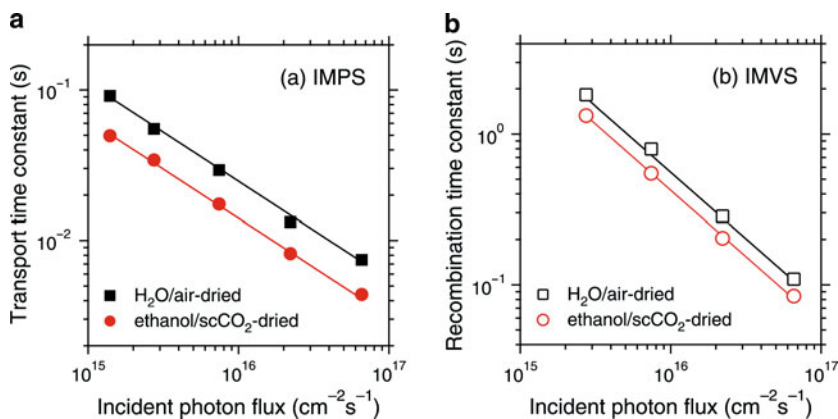 a
(a) IMPS
Transport time constant (s)
10⁻¹
10⁻²
H₂O/air-dried
ethanol/scCO₂-dried
10¹⁵
10¹⁶
10¹⁷
Incident photon flux (cm⁻²s⁻¹)
b
(b) IMVS
Recombination time constant (s)
10⁰
10⁻¹
H₂O/air-dried
ethanol/scCO₂-dried
10¹⁵
10¹⁶
10¹⁷
Incident photon flux (cm⁻²s⁻¹)